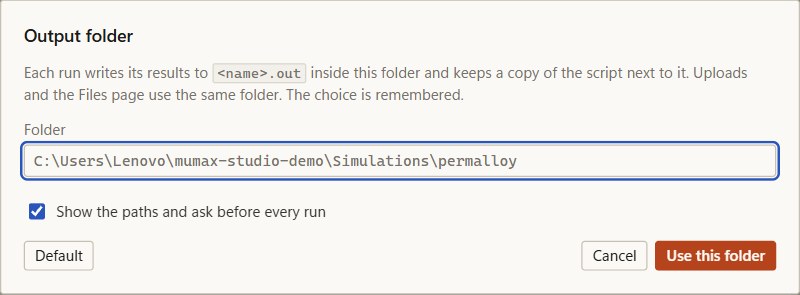 Output folder
Each run writes its results to <name>.out inside this folder and keeps a copy of the script next to it. Uploads
and the Files page use the same folder. The choice is remembered.
Folder
C:\Users\Lenovo\mumax-studio-demo\Simulations\permalloy
Show the paths and ask before every run
Default
Cancel
Use this folder